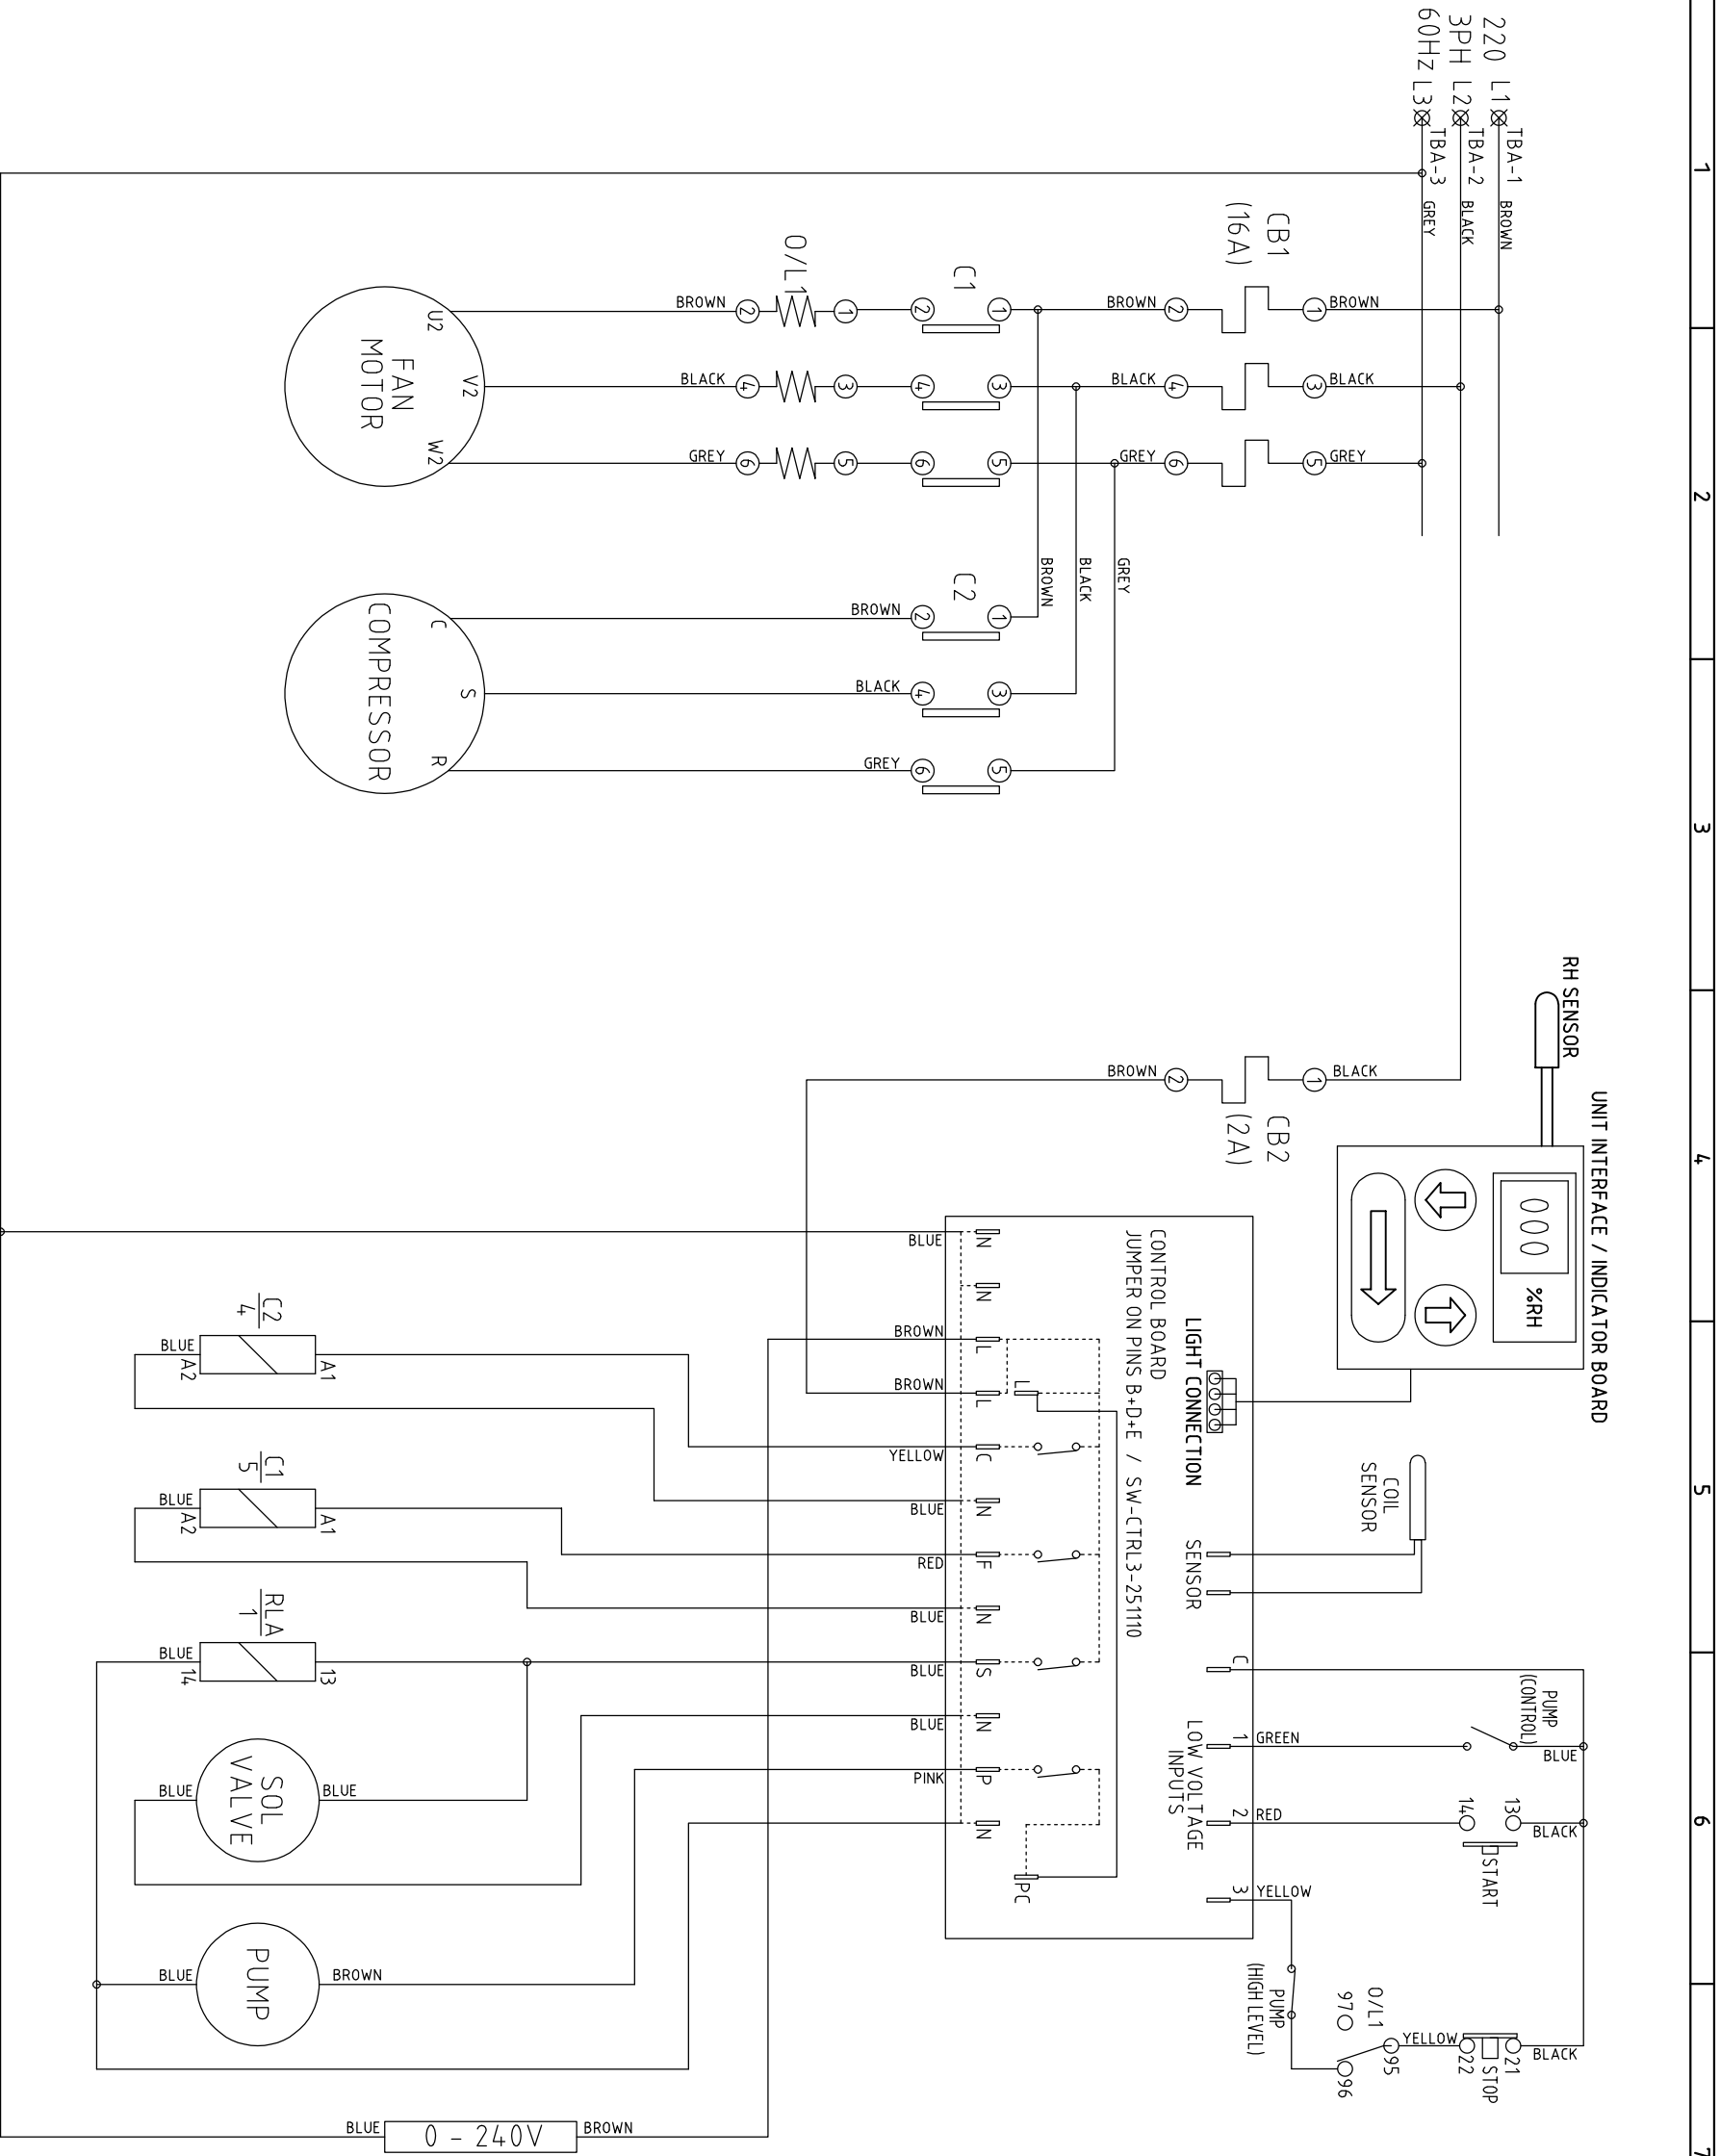 1
2
3
4
5
6
7
220 L1 TBA-1
3PH L2 TBA-2
60Hz L3 TBA-3
BROWN
BLACK
GREY
CB1
(16A)
1 BROWN
3 BLACK
5 GREY
BROWN 2
BLACK 4
GREY 6
C1
1 2
3 4
5 6
O/L1
1 2 BROWN
3 4 BLACK
5 6 GREY
U2
V2
W2
FAN
MOTOR
BROWN
BLACK
GREY
C2
1 2 BROWN
3 4 BLACK
5 6 GREY
C
S
R
COMPRESSOR
RH SENSOR
UNIT INTERFACE / INDICATOR BOARD
000
%RH
BLACK
1
CB2
(2A)
2
BROWN
COIL
SENSOR
LIGHT CONNECTION
SENSOR
C
1
2
3
LOW VOLTAGE
INPUTS
CONTROL BOARD
JUMPER ON PINS B+D+E / SW-CTRL3-251110
L
PC
N
N
L
L
C
N
F
N
S
N
P
N
BLUE
BROWN
BROWN
YELLOW
BLUE
RED
BLUE
BLUE
BLUE
PINK
PUMP
(CONTROL)
BLUE
GREEN
13
14
START
BLACK
RED
YELLOW
PUMP
(HIGH LEVEL)
O/L1
97
95
96
YELLOW
21
22
STOP
BLACK
C2
4
A1
A2
BLUE
C1
5
A1
A2
BLUE
RLA
1
13
14
BLUE
SOL
VALVE
BLUE
BLUE
PUMP
BROWN
BLUE
0 - 240V
BROWN
BLUE